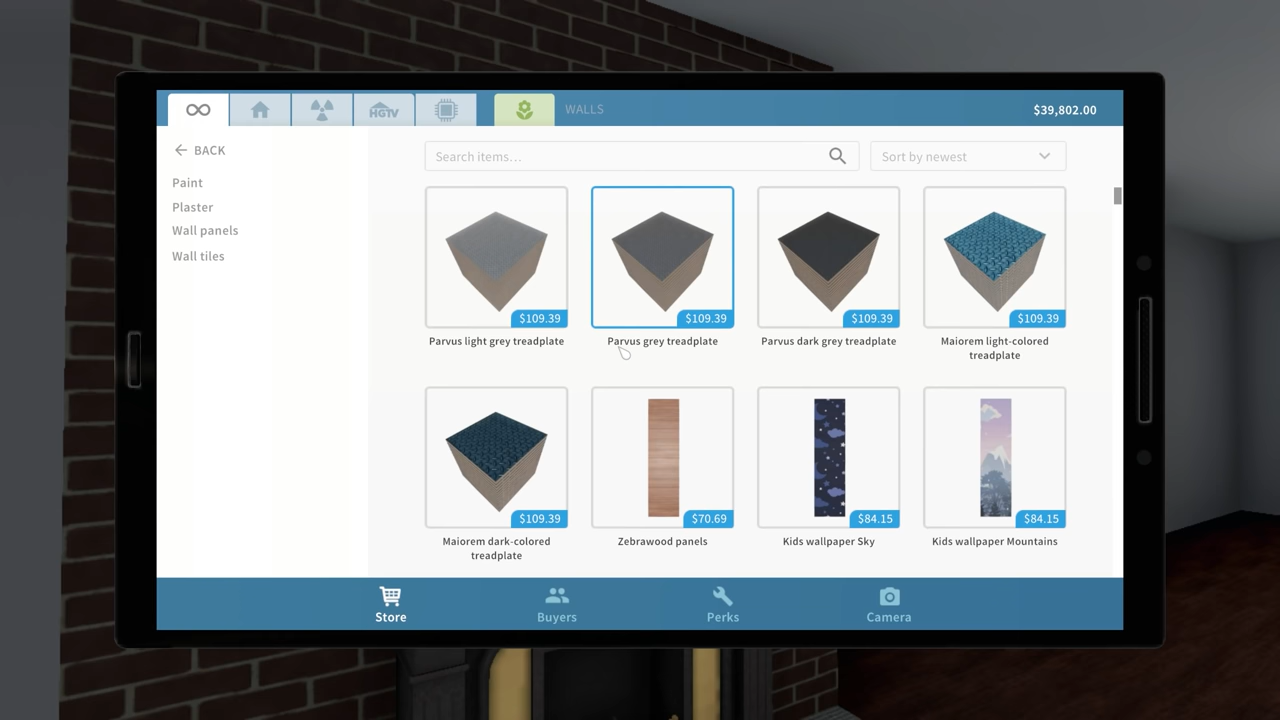 HGTV
WALLS
$39,802.00
BACK
Search items...
Sort by newest
Paint
Plaster
Wall panels
Wall tiles
$109.39
$109.39
$109.39
$109.39
Parvus light grey treadplate
Parvus grey treadplate
Parvus dark grey treadplate
Maiorem light-colored
treadplate
$109.39
$70.69
$84.15
$84.15
Maiorem dark-colored
treadplate
Zebrawood panels
Kids wallpaper Sky
Kids wallpaper Mountains
Store
Buyers
Perks
Camera